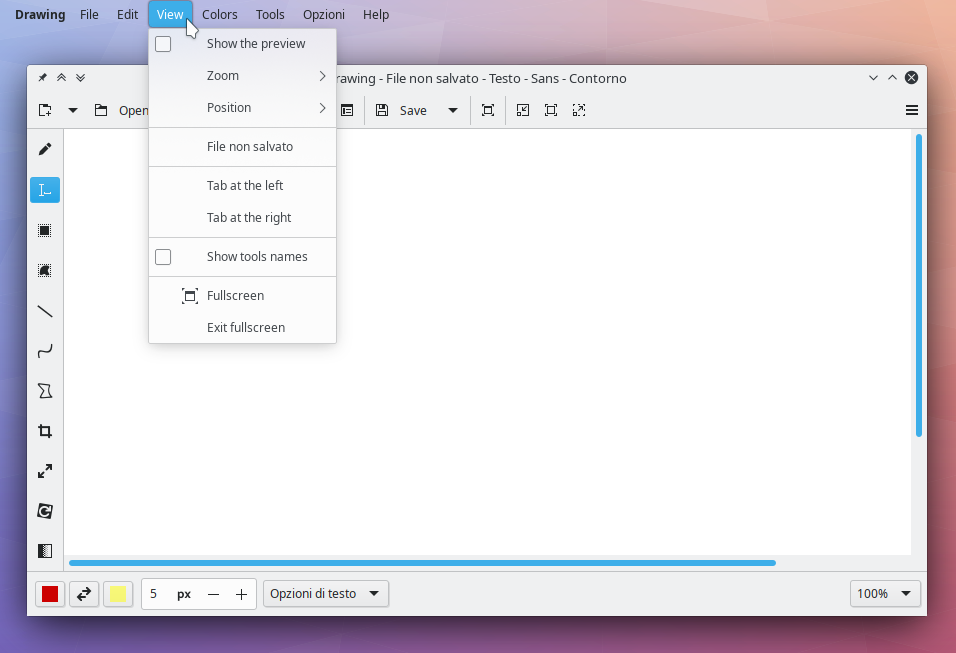 Drawing File Edit View Colors Tools Opzioni Help
Show the preview
Zoom
Position
File non salvato
Tab at the left
Tab at the right
Show tools names
Fullscreen
Exit fullscreen
rawing - File non salvato - Testo - Sans - Contorno
Open Save
5 px Opzioni di testo 100%